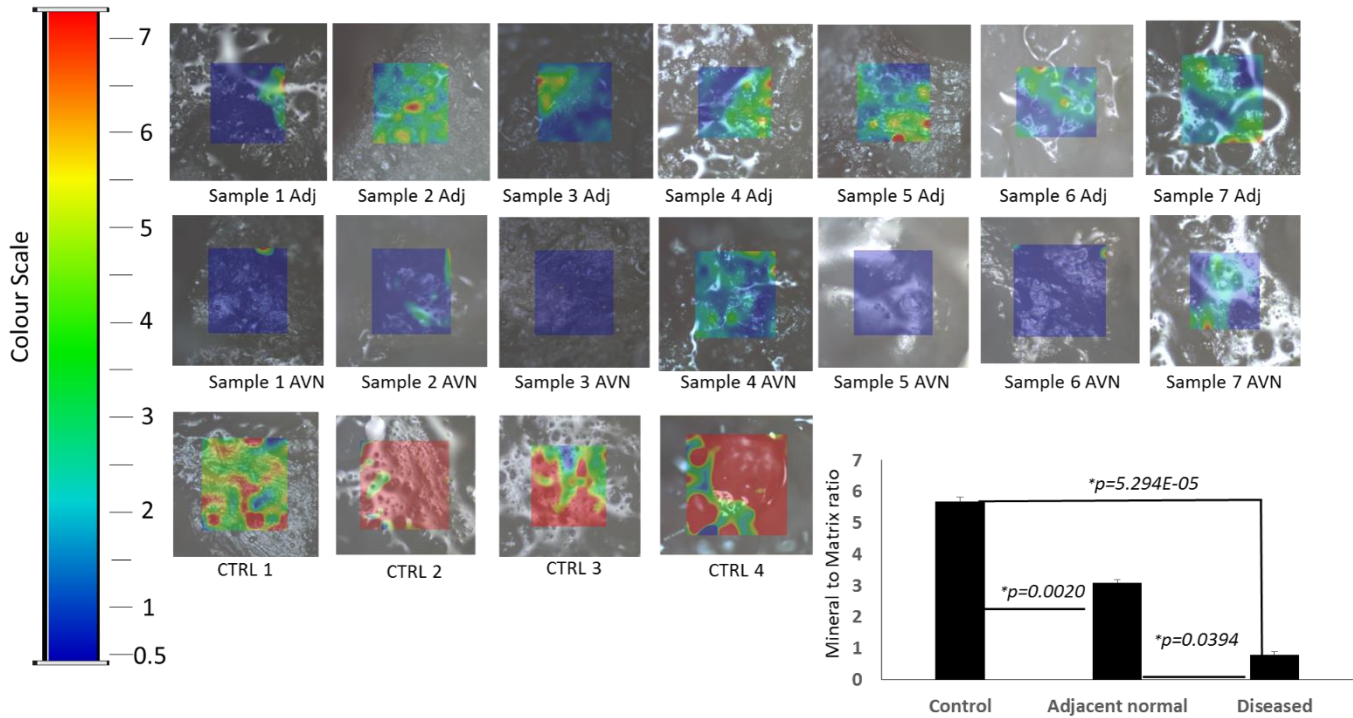 Colour Scale
7
6
5
4
3
2
1
0.5
Sample 1 Adj
Sample 2 Adj
Sample 3 Adj
Sample 4 Adj
Sample 5 Adj
Sample 6 Adj
Sample 7 Adj
Sample 1 AVN
Sample 2 AVN
Sample 3 AVN
Sample 4 AVN
Sample 5 AVN
Sample 6 AVN
Sample 7 AVN
CTRL 1
CTRL 2
CTRL 3
CTRL 4
Mineral to Matrix ratio
7
6
5
4
3
2
1
0
*p=5.294E-05
*p=0.0020
*p=0.0394
Control
Adjacent normal
Diseased